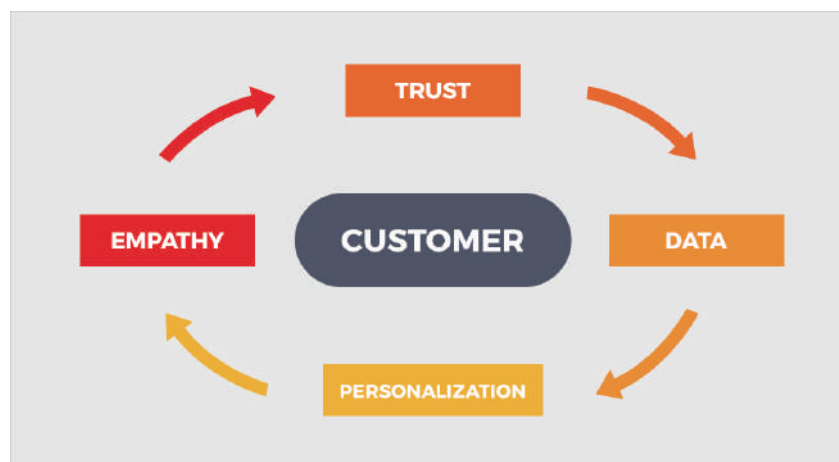 TRUST
EMPATHY
CUSTOMER
DATA
PERSONALIZATION